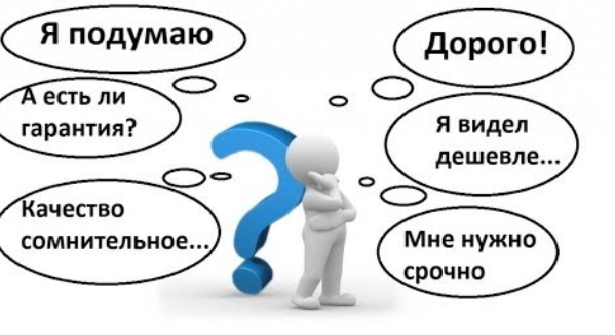 Я подумаю
А есть ли
гарантия?
Качество
сомнительное...
Дорого!
Я видел
дешевле...
Мне нужно
срочно